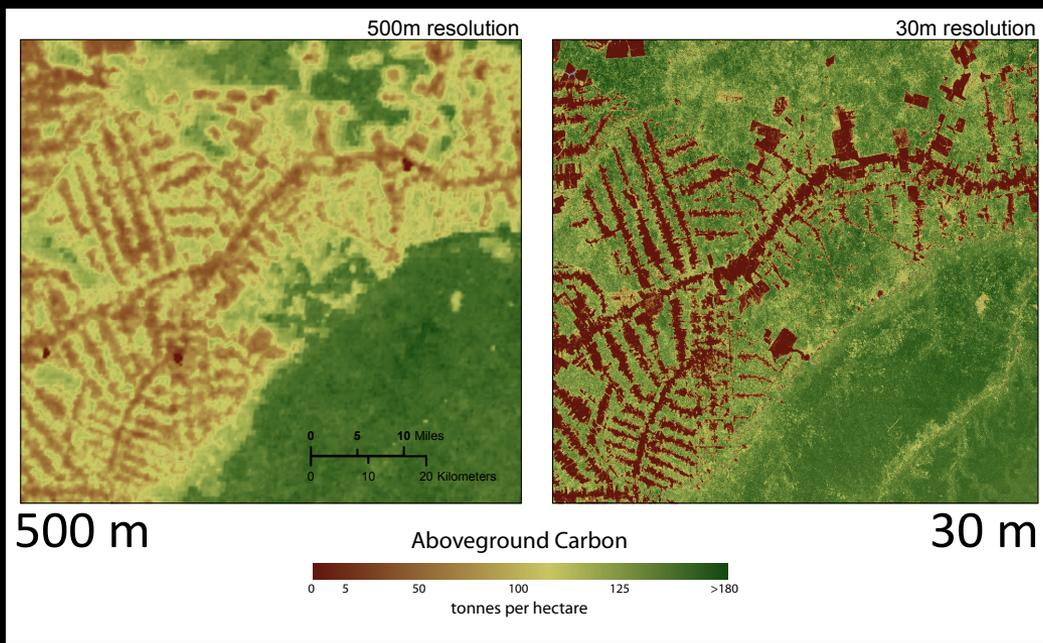 500m resolution
30m resolution
0 5 10 Miles
0 10 20 Kilometers
500 m
30 m
Aboveground Carbon
0 5 50 100 125 >180
tonnes per hectare